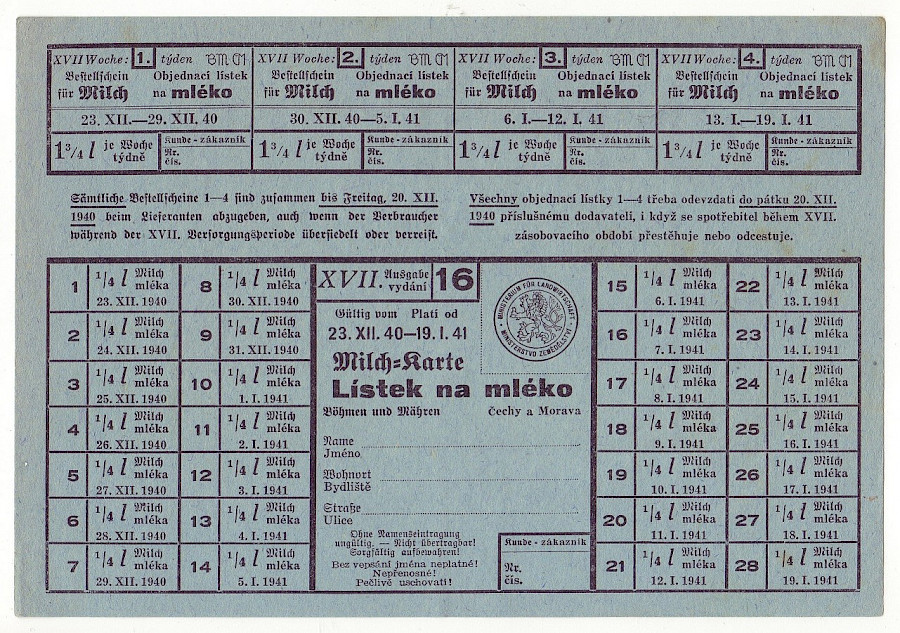 XVII Woche: 1. týden BM ČM
Bestellschein Objednací lístek
für Milch na mléko
23. XII.—29. XII. 40
1 3/4 l je Woche týdně
Kunde - zákazník
Nr.
čís.
XVII Woche: 2. týden BM ČM
Bestellschein Objednací lístek
für Milch na mléko
30. XII. 40—5. I. 41
1 3/4 l je Woche týdně
Kunde - zákazník
Nr.
čís.
XVII Woche: 3. týden BM ČM
Bestellschein Objednací lístek
für Milch na mléko
6. I.—12. I. 41
1 3/4 l je Woche týdně
Kunde - zákazník
Nr.
čís.
XVII Woche: 4. týden BM ČM
Bestellschein Objednací lístek
für Milch na mléko
13. I.—19. I. 41
1 3/4 l je Woche týdně
Kunde - zákazník
Nr.
čís.
Sämtliche Bestellscheine 1—4 sind zusammen bis Freitag, 20. XII.
1940 beim Lieferanten abzugeben, auch wenn der Verbraucher
während der XVII. Versorgungsperiode übersiedelt oder verreist.
Všechny objednací lístky 1—4 třeba odevzdati do pátku 20. XII.
1940 příslušnému dodavateli, i když se spotřebitel během XVII.
zásobovacího období přestěhuje nebo odcestuje.
1 1/4 l Milch mléka 23. XII. 1940
2 1/4 l Milch mléka 24. XII. 1940
3 1/4 l Milch mléka 25. XII. 1940
4 1/4 l Milch mléka 26. XII. 1940
5 1/4 l Milch mléka 27. XII. 1940
6 1/4 l Milch mléka 28. XII. 1940
7 1/4 l Milch mléka 29. XII. 1940
8 1/4 l Milch mléka 30. XII. 1940
9 1/4 l Milch mléka 31. XII. 1940
10 1/4 l Milch mléka 1. I. 1941
11 1/4 l Milch mléka 2. I. 1941
12 1/4 l Milch mléka 3. I. 1941
13 1/4 l Milch mléka 4. I. 1941
14 1/4 l Milch mléka 5. I. 1941
XVII. Ausgabe vydání 16
MINISTERIUM FÜR LANDWIRTSCHAFT
MINISTERSTVO ZEMĚDĚLSTVÍ
Gültig vom Platí od
23. XII. 40—19. I. 41
Milch=Karte
Lístek na mléko
Böhmen und Mähren Čechy a Morava
Name
Jméno
Wohnort
Bydliště
Straße
Ulice
Ohne Namenseintragung
ungültig. — Nicht übertragbar!
Sorgfältig aufbewahren!
Bez vepsání jména neplatné!
Nepřenosné!
Pečlivě uschovati!
Kunde - zákazník
Nr.
čís.
15 1/4 l Milch mléka 6. I. 1941
16 1/4 l Milch mléka 7. I. 1941
17 1/4 l Milch mléka 8. I. 1941
18 1/4 l Milch mléka 9. I. 1941
19 1/4 l Milch mléka 10. I. 1941
20 1/4 l Milch mléka 11. I. 1941
21 1/4 l Milch mléka 12. I. 1941
22 1/4 l Milch mléka 13. I. 1941
23 1/4 l Milch mléka 14. I. 1941
24 1/4 l Milch mléka 15. I. 1941
25 1/4 l Milch mléka 16. I. 1941
26 1/4 l Milch mléka 17. I. 1941
27 1/4 l Milch mléka 18. I. 1941
28 1/4 l Milch mléka 19. I. 1941